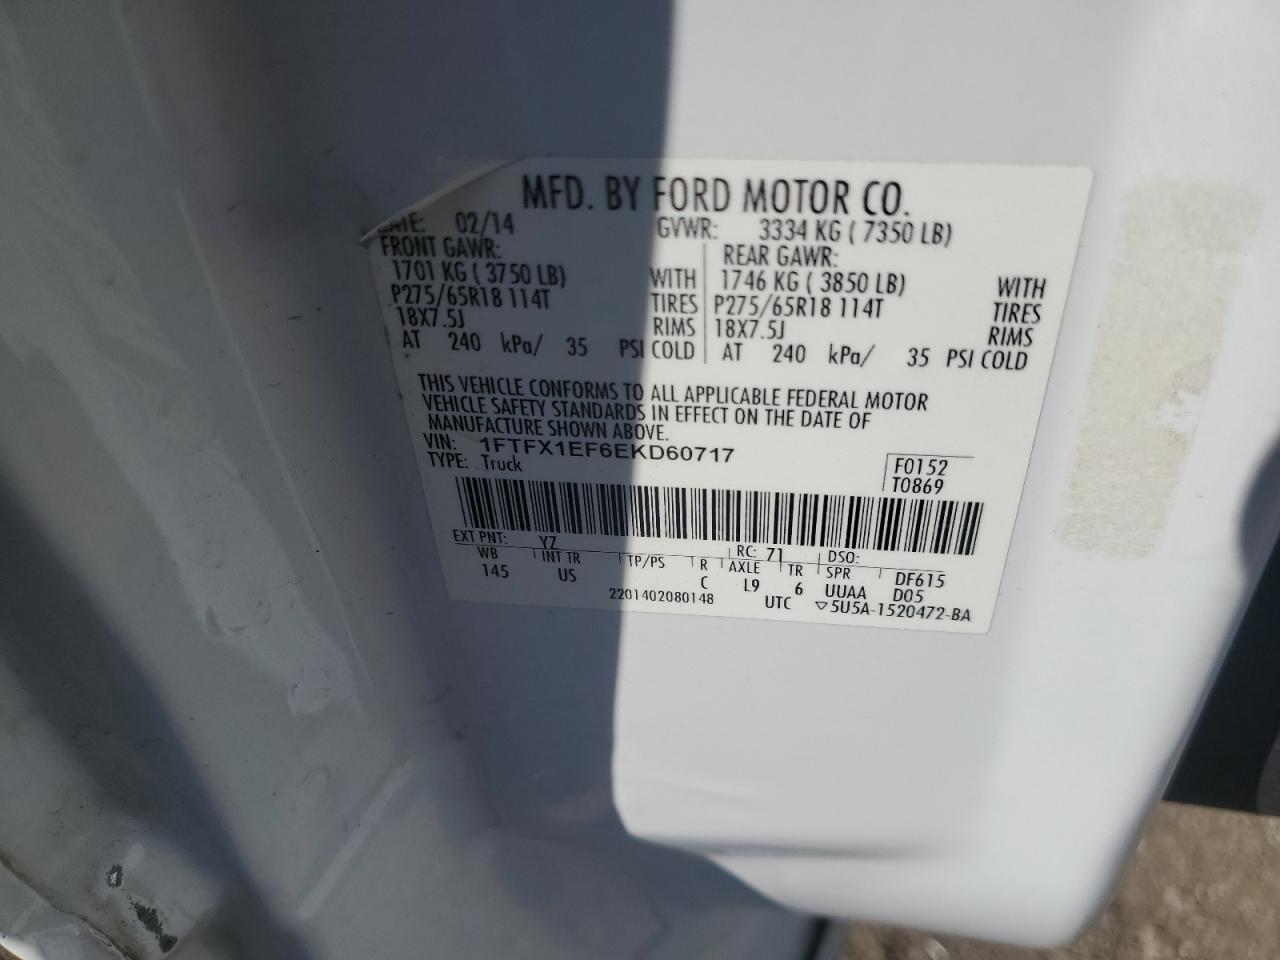 MFD. BY FORD MOTOR CO.
02/14 GVWR: 3334 KG ( 7350 LB)
FRONT GAWR: REAR GAWR:
1701 KG ( 3750 LB) WITH 1746 KG ( 3850 LB) WITH
P275/65R18 114T TIRES P275/65R18 114T TIRES
18X7.5J RIMS 18X7.5J RIMS
AT 240 kPa/ 35 PSI COLD AT 240 kPa/ 35 PSI COLD
THIS VEHICLE CONFORMS TO ALL APPLICABLE FEDERAL MOTOR
VEHICLE SAFETY STANDARDS IN EFFECT ON THE DATE OF
MANUFACTURE SHOWN ABOVE.
VIN: 1FTFX1EF6EKD60717
TYPE: Truck
F0152
T0869
EXT PNT: YZ RC: 71 DSO:
WB INT TR TP/PS R AXLE TR SPR DF615
145 US C L9 6 UUAA D05
2201402080148 UTC ▽5U5A-1520472-BA